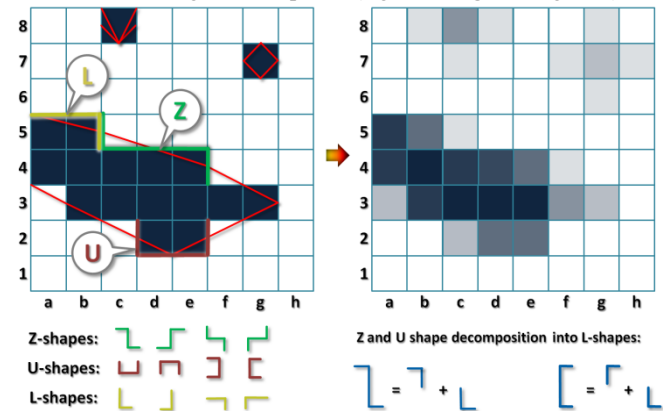 8 8
7 7
L
6 6
Z
5 5
4 4
3 3
2 2
U
1 1
a b c d e f g h a b c d e f g h
Z-shapes: Z and U shape decomposition into L-shapes:
U-shapes:
= + = +
L-shapes: